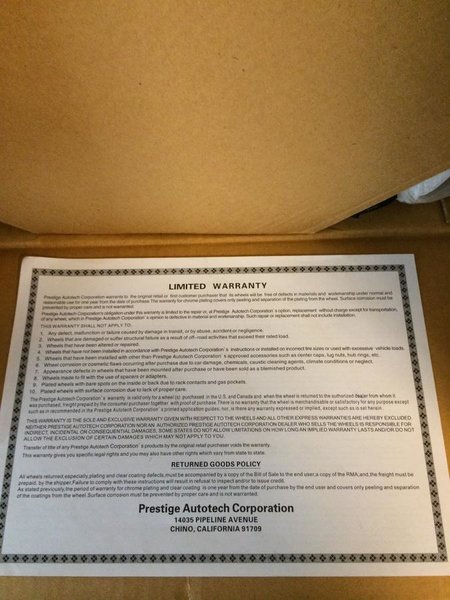 LIMITED WARRANTY
Prestige Autotech Corporation warrants to the original retail or first customer purchaser that its wheels will be free of defects in materials and workmanship under normal and
reasonable use for one year from the date of purchase. The warranty for chrome plating covers only peeling and separation of the plating from the wheel. Surface corrosion must be
prevented by proper care and is not warranted.
Prestige Autotech Corporation's obligation under this warranty is limited to the repair or, at Prestige Autotech Corporation's option, replacement without charge except for transportation,
of any wheel, which in Prestige Autotech Corporation's opinion is defective in material and workmanship. Such repair or replacement shall not include installation.
THIS WARRANTY SHALL NOT APPLY TO:
1. Any defect, malfunction or failure caused by damage in transit, or by abuse, accident or negligence.
2. Wheels that are damaged or suffer structural failure as a result of off-road activities that exceed their rated load.
3. Wheels that have been altered or repaired.
4. Wheels that have not been installed in accordance with Prestige Autotech Corporation's instructions or installed on incorrect tire sizes or used with excessive vehicle loads.
5. Wheels that have been installed with other than Prestige Autotech Corporation's approved accessories such as center caps, lug nuts, hub rings, etc.
6. Wheel corrosion or cosmetic flaws occurring after purchase due to car damage, chemicals, caustic cleaning agents, climate conditions or neglect.
7. Appearance defects in wheels that have been mounted after purchase or have been sold as a blemished product.
8. Wheels made to fit with the use of spacers or adapters.
9. Plated wheels with bare spots on the inside or back due to rack contacts and gas pockets.
10. Plated wheels with surface corrosion due to lack of proper care.
The Prestige Autotech Corporation's warranty is valid only for a wheel(s) purchased in the U.S. and Canada and when the wheel is returned to the authorized dealer from whom it
was purchased, freight prepaid by the consumer purchaser together with proof of purchase. There is no warranty that the wheel is merchandisable or satisfactory for any purpose except
such as in recommended in the Prestige Autotech Corporation's printed application guides, nor, is there any warranty expressed or implied, except such as is set herein.
THIS WARRANTY IS THE SOLE AND EXCLUSIVE WARRANTY GIVEN WITH RESPECT TO THE WHEELS AND ALL OTHER EXPRESS WARRANTIES ARE HEREBY EXCLUDED
NEITHER PRESTIGE AUTOTECH CORPORATION NOR AN AUTHORIZED PRESTIGE AUTOTECH CORPORATION DEALER WHO SELLS THE WHEELS IS RESPONSIBLE FOR
INDIRECT, INCIDENTAL OR CONSEQUENTIAL DAMAGES, SOME STATES DO NOT ALLOW LIMITATIONS ON HOW LONG AN IMPLIED WARRANTY LASTS AND/OR DO NOT
ALLOW THE EXCLUSION OF CERTAIN DAMAGES WHICH MAY NOT APPLY TO YOU.
Transfer of title of any Prestige Autotech Corporation's products by the original retail purchaser voids the warranty.
This warranty gives you specific legal rights and you may also have other rights which vary from state to state.
RETURNED GOODS POLICY
All wheels returned, especially, plating and clear coating defects, must be accompanied by a copy of the Bill of Sale to the end user, a copy of the RMA, and, the freight must be
prepaid, by the shipper, Failure to comply with these instructions will result in refusal to inspect and/or to issue credit.
As stated previously, the period of warranty for chrome plating and clear coating is one year from the date of purchase by the end user and covers only peeling and separation
of the coatings from the wheel. Surface corrosion must be prevented by proper care and is not warranted.
Prestige Autotech Corporation
14035 PIPELINE AVENUE
CHINO, CALIFORNIA 91709